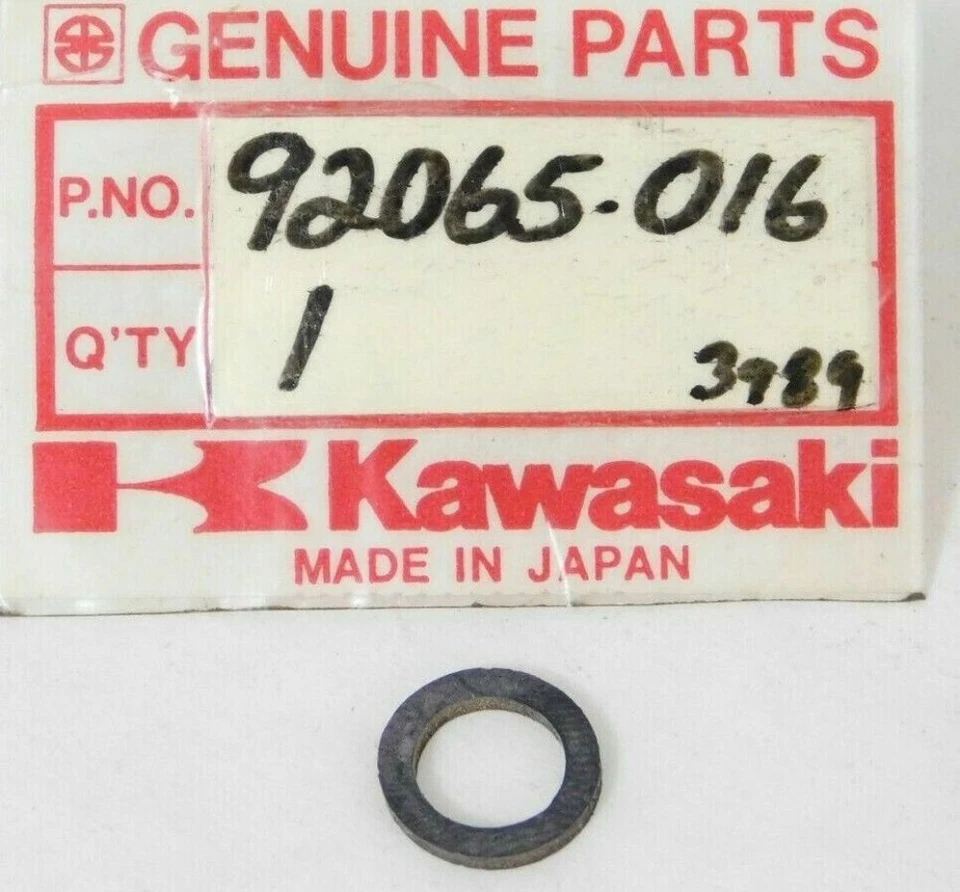 GENUINE PARTS
P.NO. 92065-016
Q'TY 1 3989
Kawasaki
MADE IN JAPAN